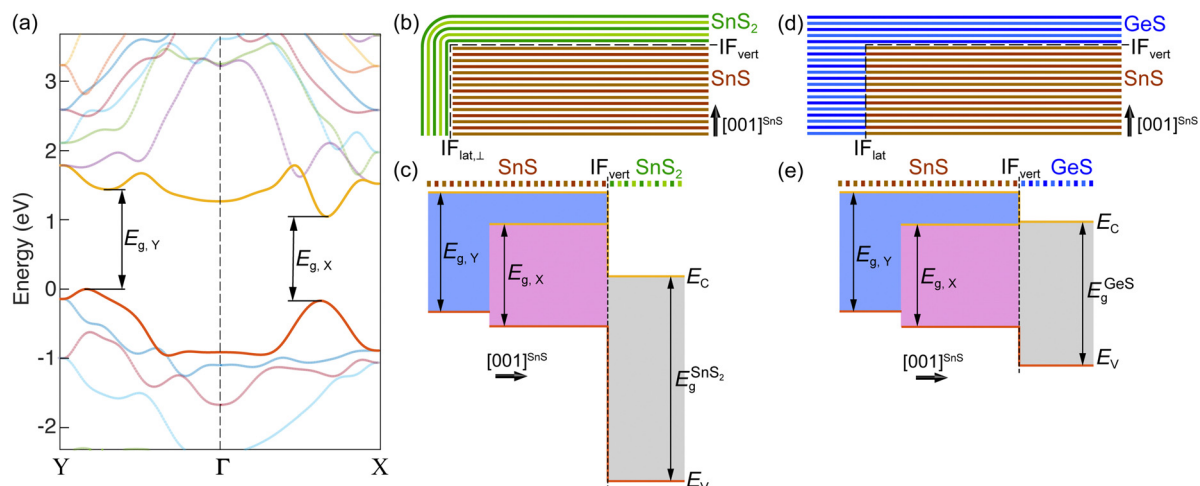 (a)
Energy (eV)
3
2
1
0
-1
-2
E g, Y
E g, X
Y
Γ
X
(b)
SnS2
IFvert
SnS
[001]SnS
IFlat,⊥
(c)
SnS
IFvert
SnS2
Eg, Y
Eg, X
EC
EgSnS2
[001]SnS
EV
(d)
GeS
IFvert
SnS
[001]SnS
IFlat
(e)
SnS
IFvert
GeS
Eg, Y
Eg, X
EC
EgGeS
[001]SnS
EV